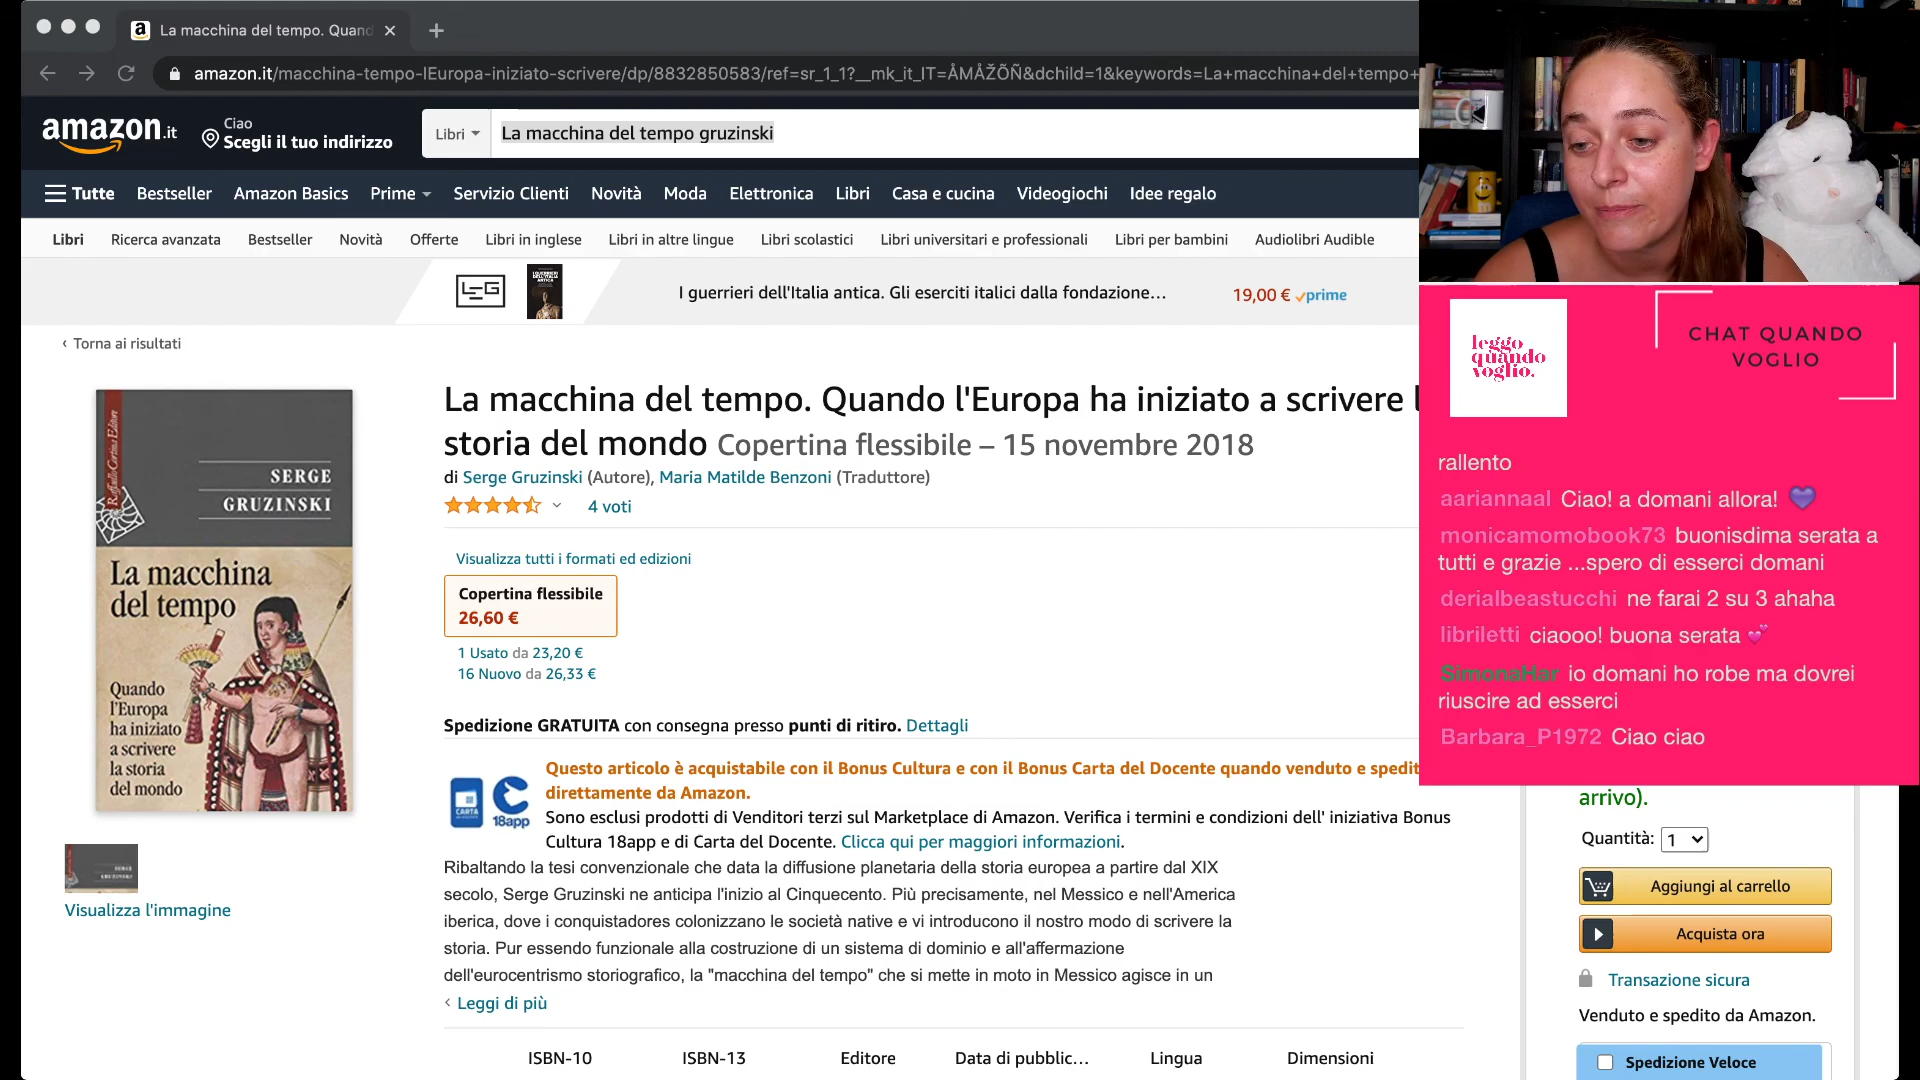 La macchina del tempo. Quand
amazon.it/macchina-tempo-lEuropa-iniziato-scrivere/dp/8832850583/ref=sr_1_1?__mk_it_IT=ÅMÅŽÕÑ&dchild=1&keywords=La+macchina+del+tempo+
amazon.it
Ciao
Scegli il tuo indirizzo
Libri
La macchina del tempo gruzinski
Tutte Bestseller Amazon Basics Prime Servizio Clienti Novità Moda Elettronica Libri Casa e cucina Videogiochi Idee regalo
Libri Ricerca avanzata Bestseller Novità Offerte Libri in inglese Libri in altre lingue Libri scolastici Libri universitari e professionali Libri per bambini Audiolibri Audible
LEG
I guerrieri dell'Italia antica. Gli eserciti italici dalla fondazione…
19,00 € prime
‹ Torna ai risultati
Raffaello Cortina Editore
SERGE
GRUZINSKI
La macchina
del tempo
Quando
l'Europa
ha iniziato
a scrivere
la storia
del mondo
Visualizza l'immagine
La macchina del tempo. Quando l'Europa ha iniziato a scrivere l
storia del mondo Copertina flessibile – 15 novembre 2018
di Serge Gruzinski (Autore), Maria Matilde Benzoni (Traduttore)
4 voti
Visualizza tutti i formati ed edizioni
Copertina flessibile
26,60 €
1 Usato da 23,20 €
16 Nuovo da 26,33 €
Spedizione GRATUITA con consegna presso punti di ritiro. Dettagli
CARTA
18app
Questo articolo è acquistabile con il Bonus Cultura e con il Bonus Carta del Docente quando venduto e spedit
direttamente da Amazon.
Sono esclusi prodotti di Venditori terzi sul Marketplace di Amazon. Verifica i termini e condizioni dell' iniziativa Bonus
Cultura 18app e di Carta del Docente. Clicca qui per maggiori informazioni.
Ribaltando la tesi convenzionale che data la diffusione planetaria della storia europea a partire dal XIX
secolo, Serge Gruzinski ne anticipa l'inizio al Cinquecento. Più precisamente, nel Messico e nell'America
iberica, dove i conquistadores colonizzano le società native e vi introducono il nostro modo di scrivere la
storia. Pur essendo funzionale alla costruzione di un sistema di dominio e all'affermazione
dell'eurocentrismo storiografico, la "macchina del tempo" che si mette in moto in Messico agisce in un
‹ Leggi di più
ISBN-10 ISBN-13 Editore Data di pubblic… Lingua Dimensioni
leggo
quando
voglio.
CHAT QUANDO
VOGLIO
rallento
aariannaal Ciao! a domani allora! 💜
monicamomobook73 buonisdima serata a
tutti e grazie ...spero di esserci domani
derialbeastucchi ne farai 2 su 3 ahaha
libriletti ciaooo! buona serata 💕
SimonaHar io domani ho robe ma dovrei
riuscire ad esserci
Barbara_P1972 Ciao ciao
arrivo).
Quantità: 1
Aggiungi al carrello
Acquista ora
Transazione sicura
Venduto e spedito da Amazon.
Spedizione Veloce